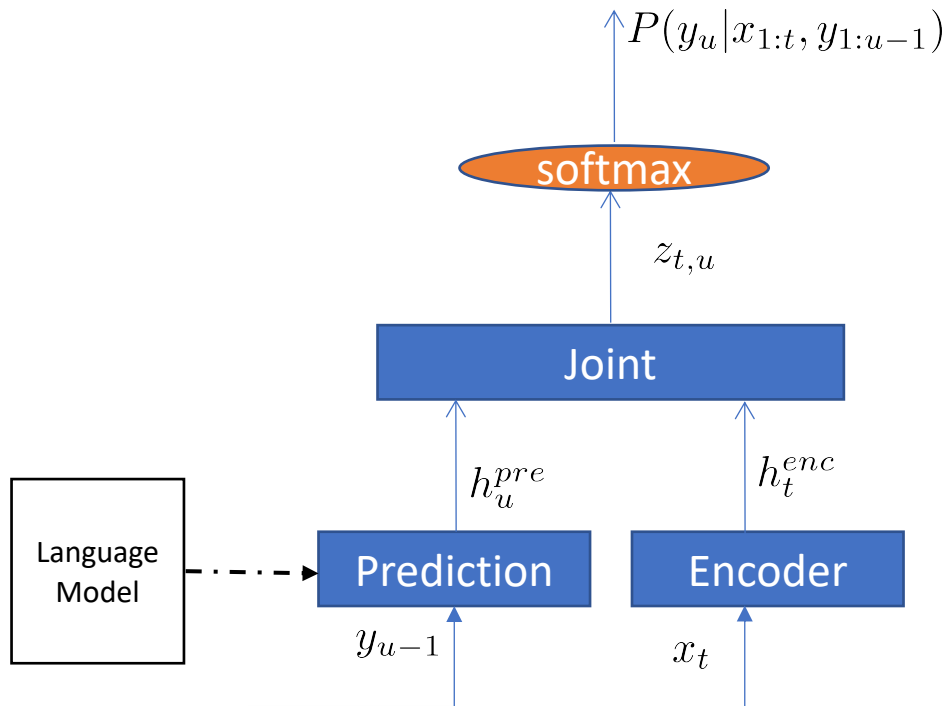 P(y_u|x_{1:t}, y_{1:u−1})
softmax
z_{t,u}
Joint
h_u^{pre}
h_t^{enc}
Language
Model
Prediction
Encoder
y_{u−1}
x_t